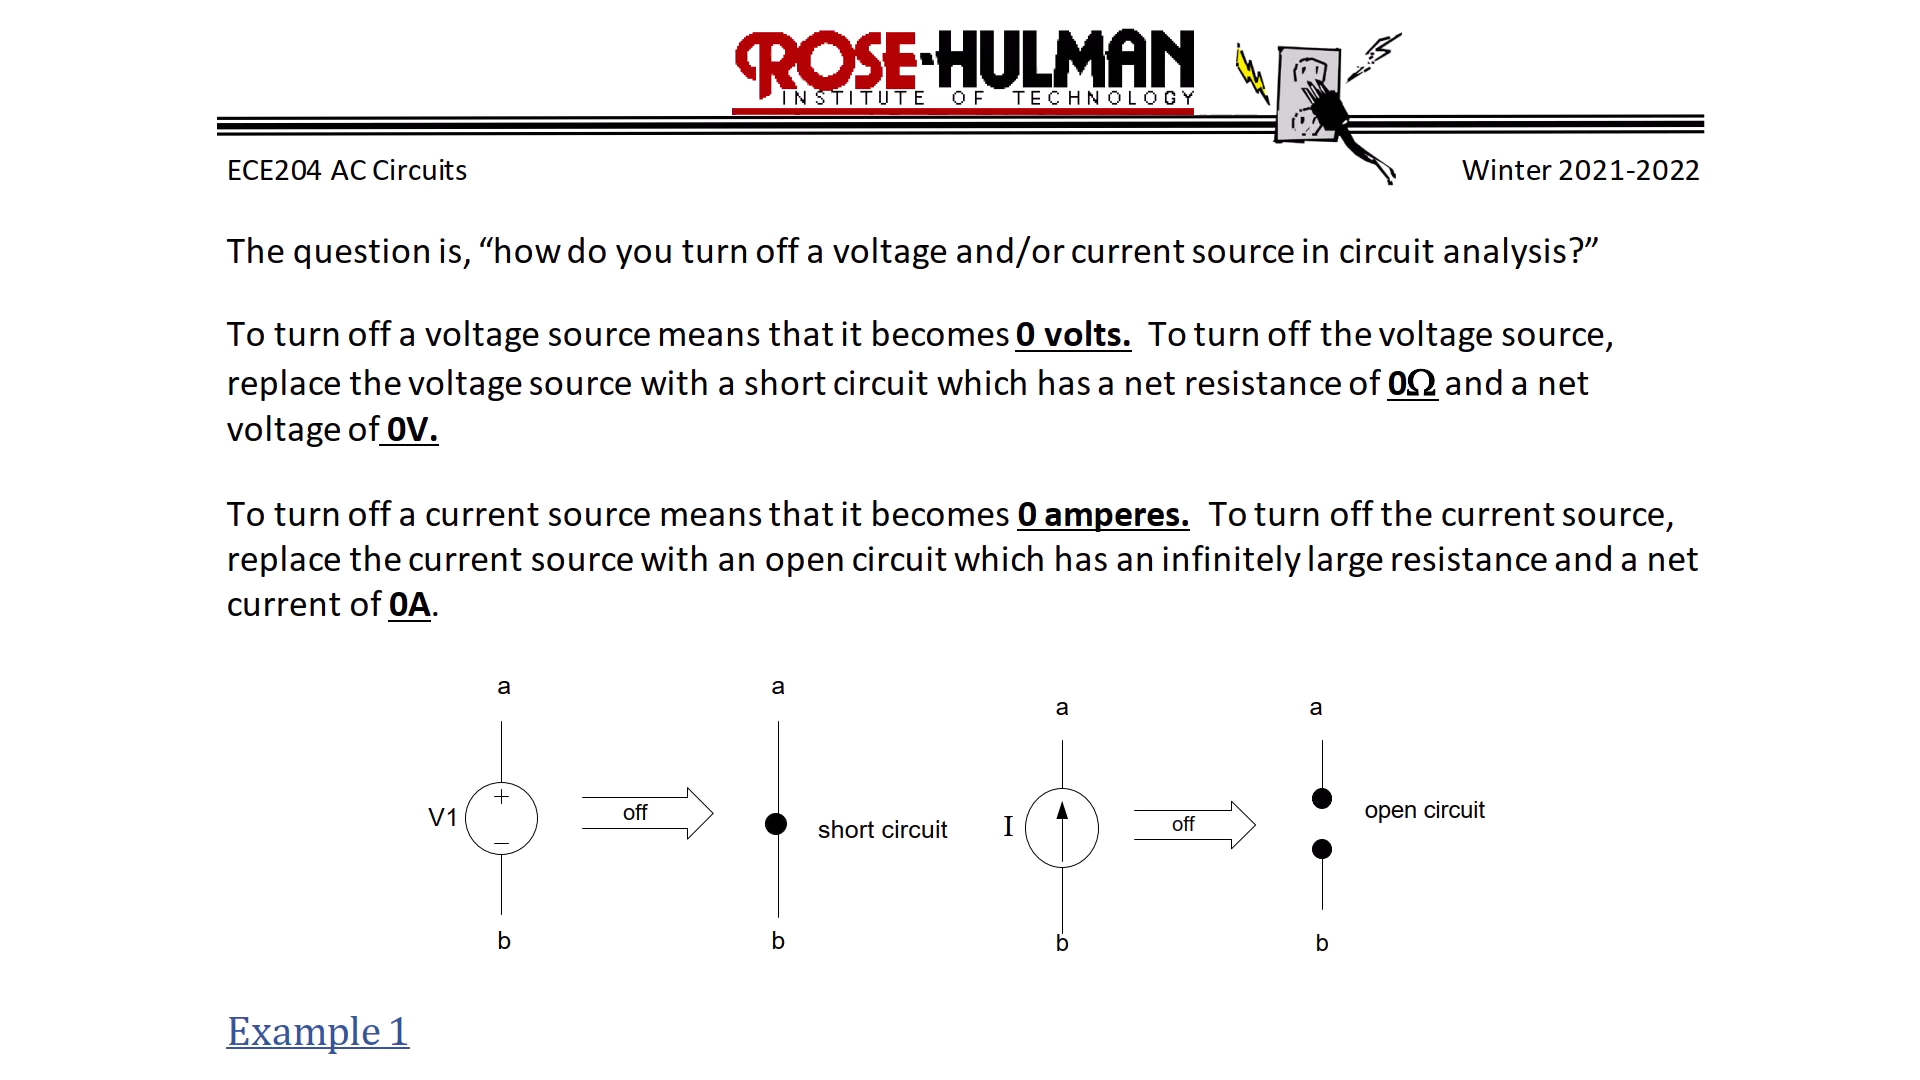 ROSE-HULMAN
INSTITUTE OF TECHNOLOGY
ECE204 AC Circuits
Winter 2021-2022
The question is, “how do you turn off a voltage and/or current source in circuit analysis?”
To turn off a voltage source means that it becomes 0 volts. To turn off the voltage source,
replace the voltage source with a short circuit which has a net resistance of 0Ω and a net
voltage of 0V.
To turn off a current source means that it becomes 0 amperes. To turn off the current source,
replace the current source with an open circuit which has an infinitely large resistance and a net
current of 0A.
a
a
a
a
V1
+
−
off
short circuit
I
off
open circuit
b
b
b
b
Example 1